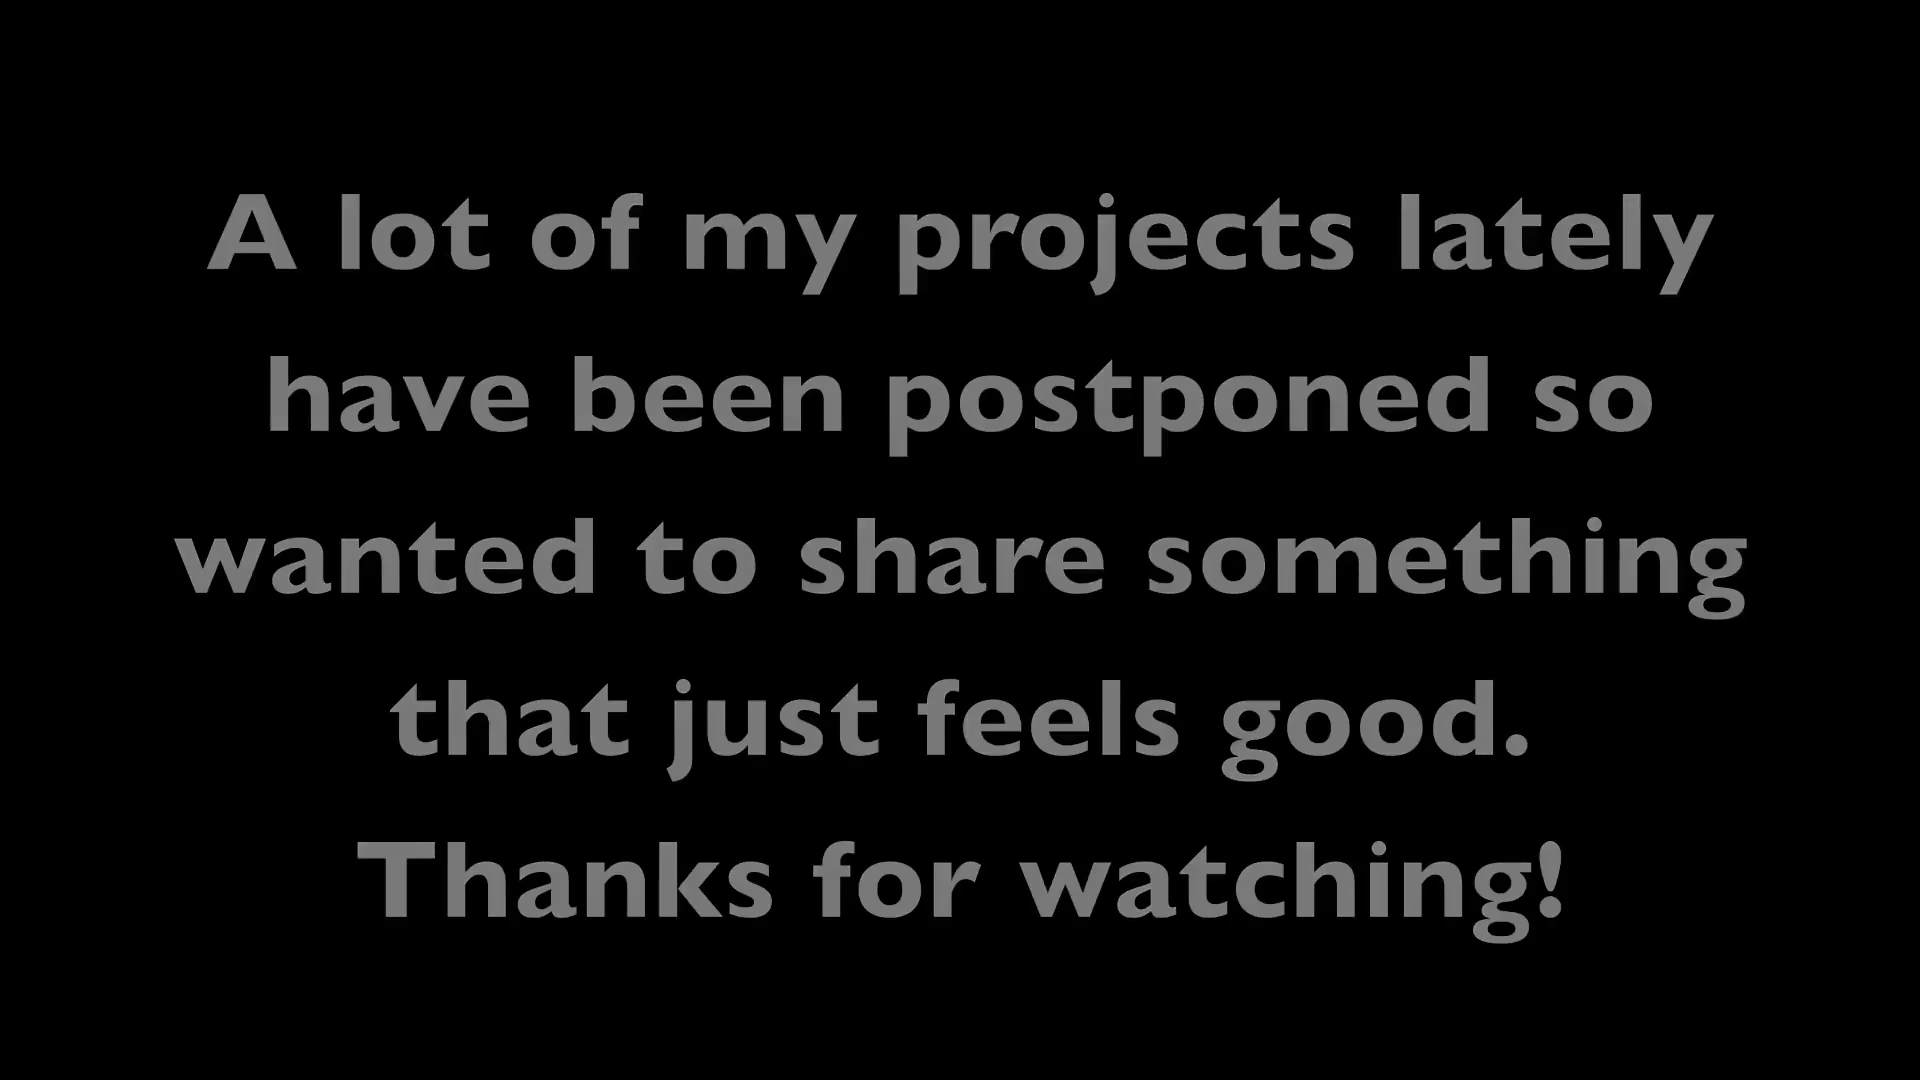 A lot of my projects lately
have been postponed so
wanted to share something
that just feels good.
Thanks for watching!